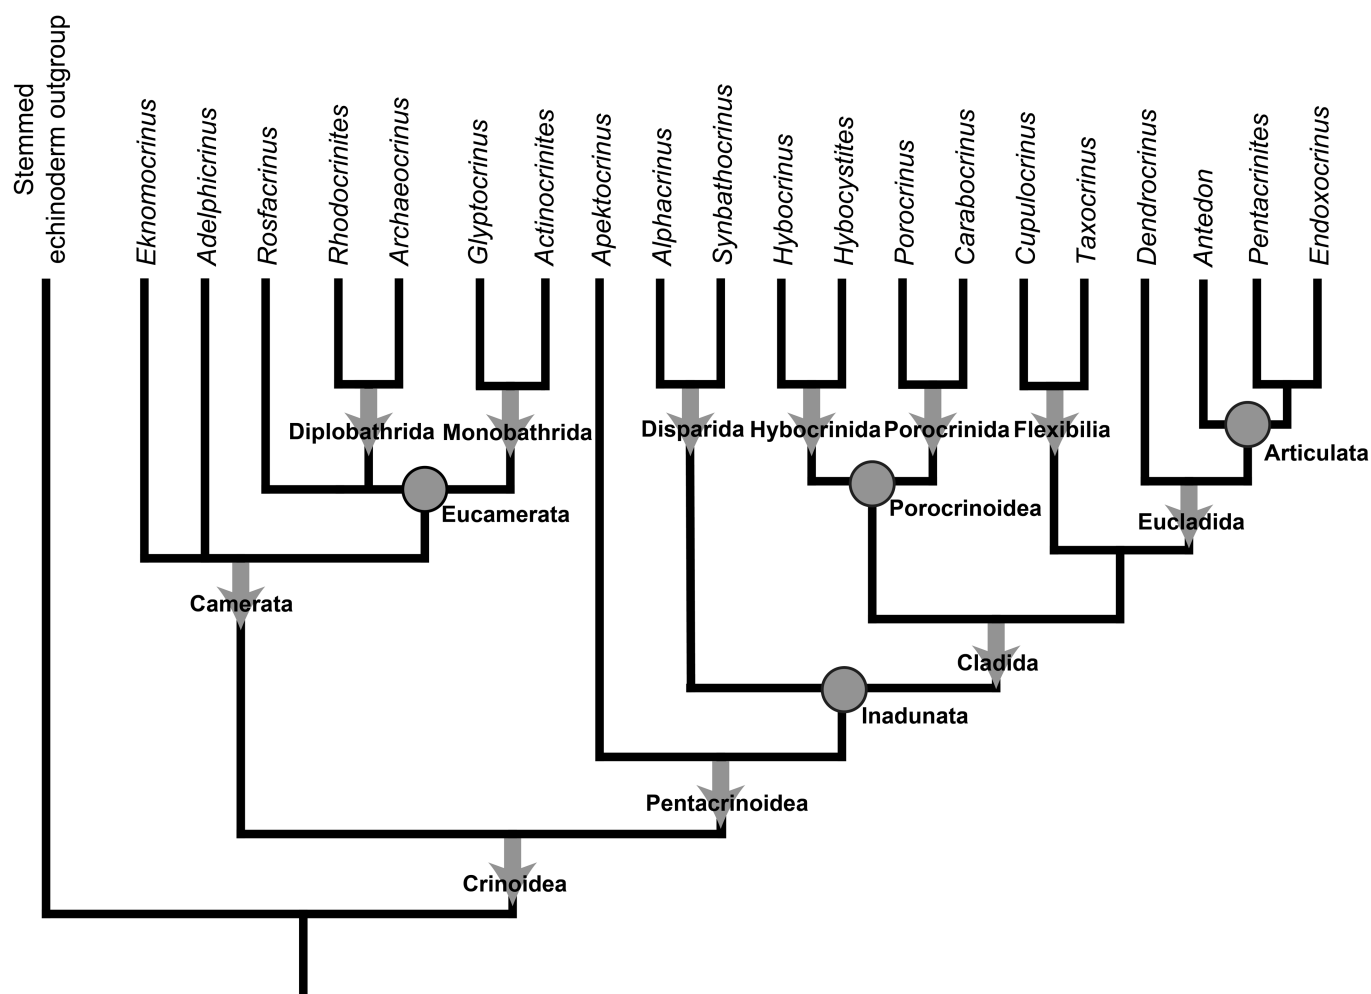 Stemmed
echinoderm outgroup
Eknomocrinus
Adelphicrinus
Rosfacrinus
Rhodocrinites
Archaeocrinus
Glyptocrinus
Actinocrinites
Apektocrinus
Alphacrinus
Synbathocrinus
Hybocrinus
Hybocystites
Porocrinus
Carabocrinus
Cupulocrinus
Taxocrinus
Dendrocrinus
Antedon
Pentacrinites
Endoxocrinus
Diplobathrida
Monobathrida
Disparida
Hybocrinida
Porocrinida
Flexibilia
Articulata
Eucamerata
Porocrinoidea
Eucladida
Camerata
Cladida
Inadunata
Pentacrinoidea
Crinoidea